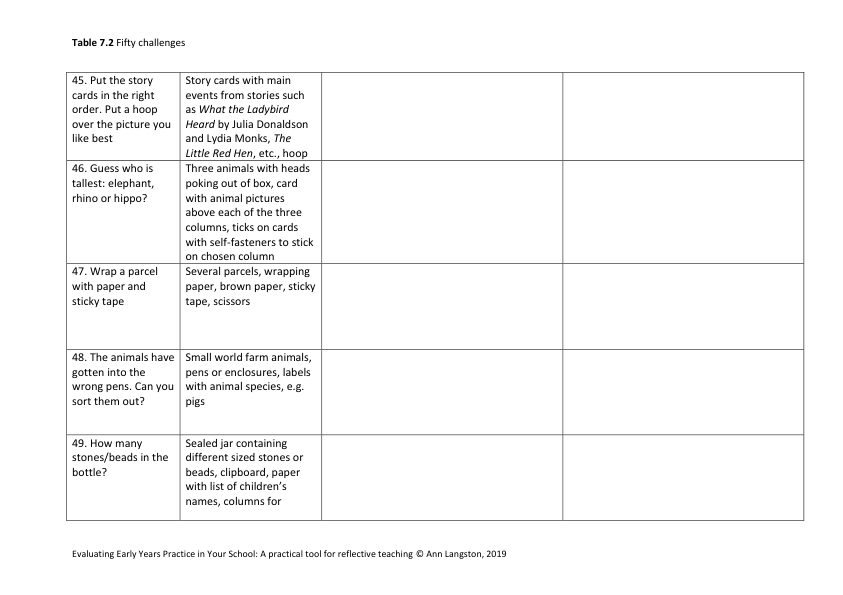 Table 7.2 Fifty challenges
45. Put the story
cards in the right
order. Put a hoop
over the picture you
like best
Story cards with main
events from stories such
as What the Ladybird
Heard by Julia Donaldson
and Lydia Monks, The
Little Red Hen, etc., hoop
46. Guess who is
tallest: elephant,
rhino or hippo?
Three animals with heads
poking out of box, card
with animal pictures
above each of the three
columns, ticks on cards
with self-fasteners to stick
on chosen column
47. Wrap a parcel
with paper and
sticky tape
Several parcels, wrapping
paper, brown paper, sticky
tape, scissors
48. The animals have
gotten into the
wrong pens. Can you
sort them out?
Small world farm animals,
pens or enclosures, labels
with animal species, e.g.
pigs
49. How many
stones/beads in the
bottle?
Sealed jar containing
different sized stones or
beads, clipboard, paper
with list of children’s
names, columns for
Evaluating Early Years Practice in Your School: A practical tool for reflective teaching © Ann Langston, 2019